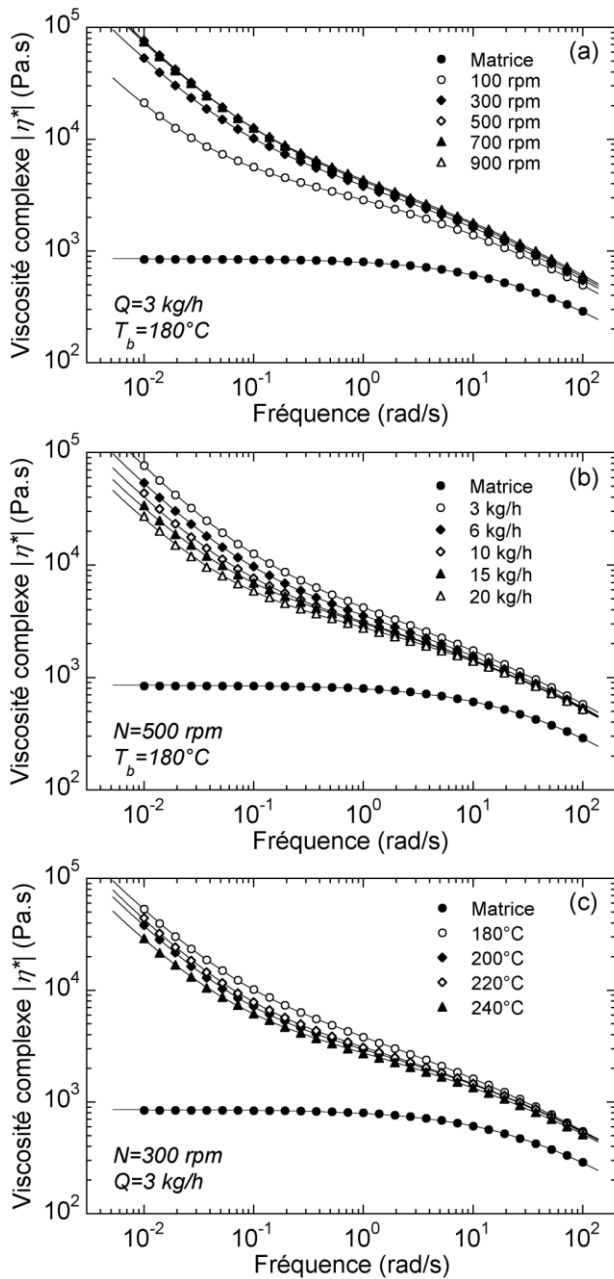 10^5
(a)
Matrice
100 rpm
300 rpm
500 rpm
700 rpm
900 rpm
10^4
10^3
10^2
Viscosité complexe |η*| (Pa.s)
Q=3 kg/h
T_b=180°C
10^-2 10^-1 10^0 10^1 10^2
Fréquence (rad/s)
10^5
(b)
Matrice
3 kg/h
6 kg/h
10 kg/h
15 kg/h
20 kg/h
10^4
10^3
10^2
Viscosité complexe |η*| (Pa.s)
N=500 rpm
T_b=180°C
10^-2 10^-1 10^0 10^1 10^2
Fréquence (rad/s)
10^5
(c)
Matrice
180°C
200°C
220°C
240°C
10^4
10^3
10^2
Viscosité complexe |η*| (Pa.s)
N=300 rpm
Q=3 kg/h
10^-2 10^-1 10^0 10^1 10^2
Fréquence (rad/s)